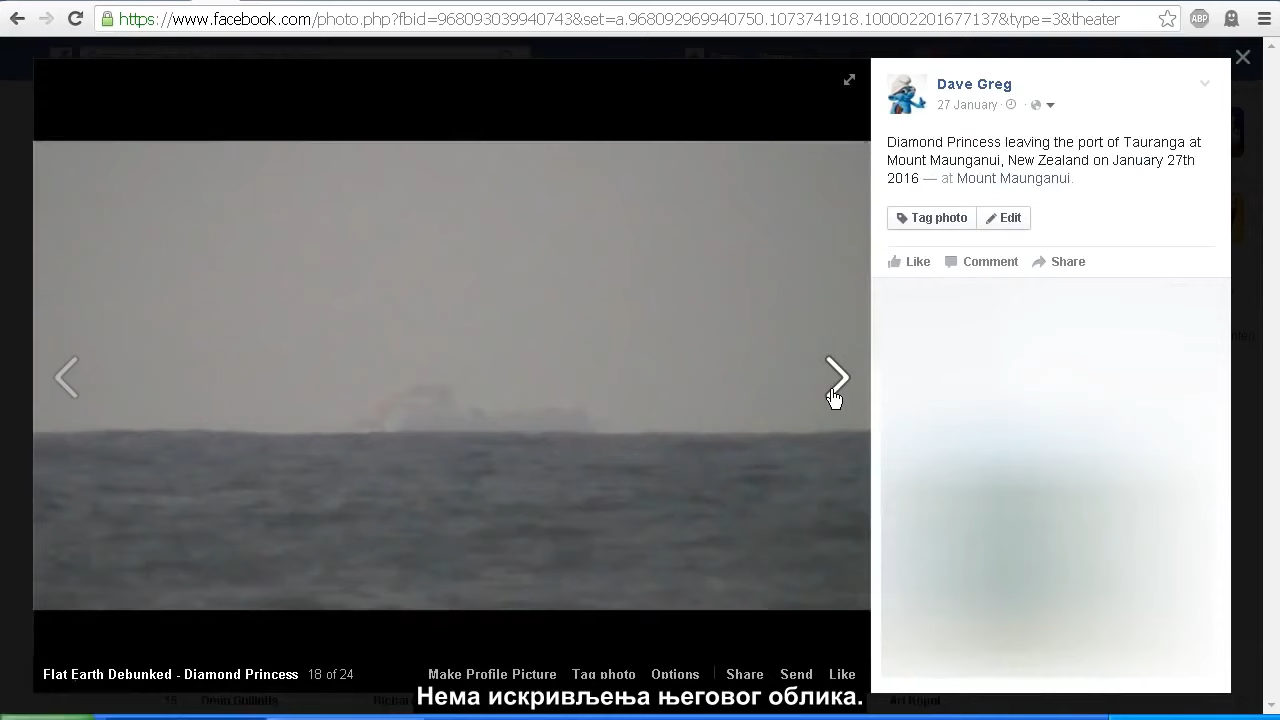 https://www.facebook.com/photo.php?fbid=968093033940740&set=a.968092969940750.1073741918.100002201677137&type=3&theater
ABP
Dave Greg
27 January
Diamond Princess leaving the port of Tauranga at
Mount Maunganui, New Zealand on January 27th
2016 — at Mount Maunganui.
Tag photo
Edit
Like
Comment
Share
Flat Earth Debunked - Diamond Princess 18 of 24
Make Profile Picture
Tag photo
Options
Share
Send
Like
Нема искривљења његовог облика.